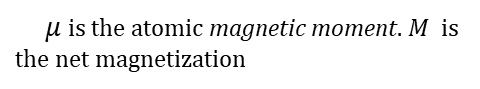 μ is the atomic magnetic moment. M is
the net magnetization